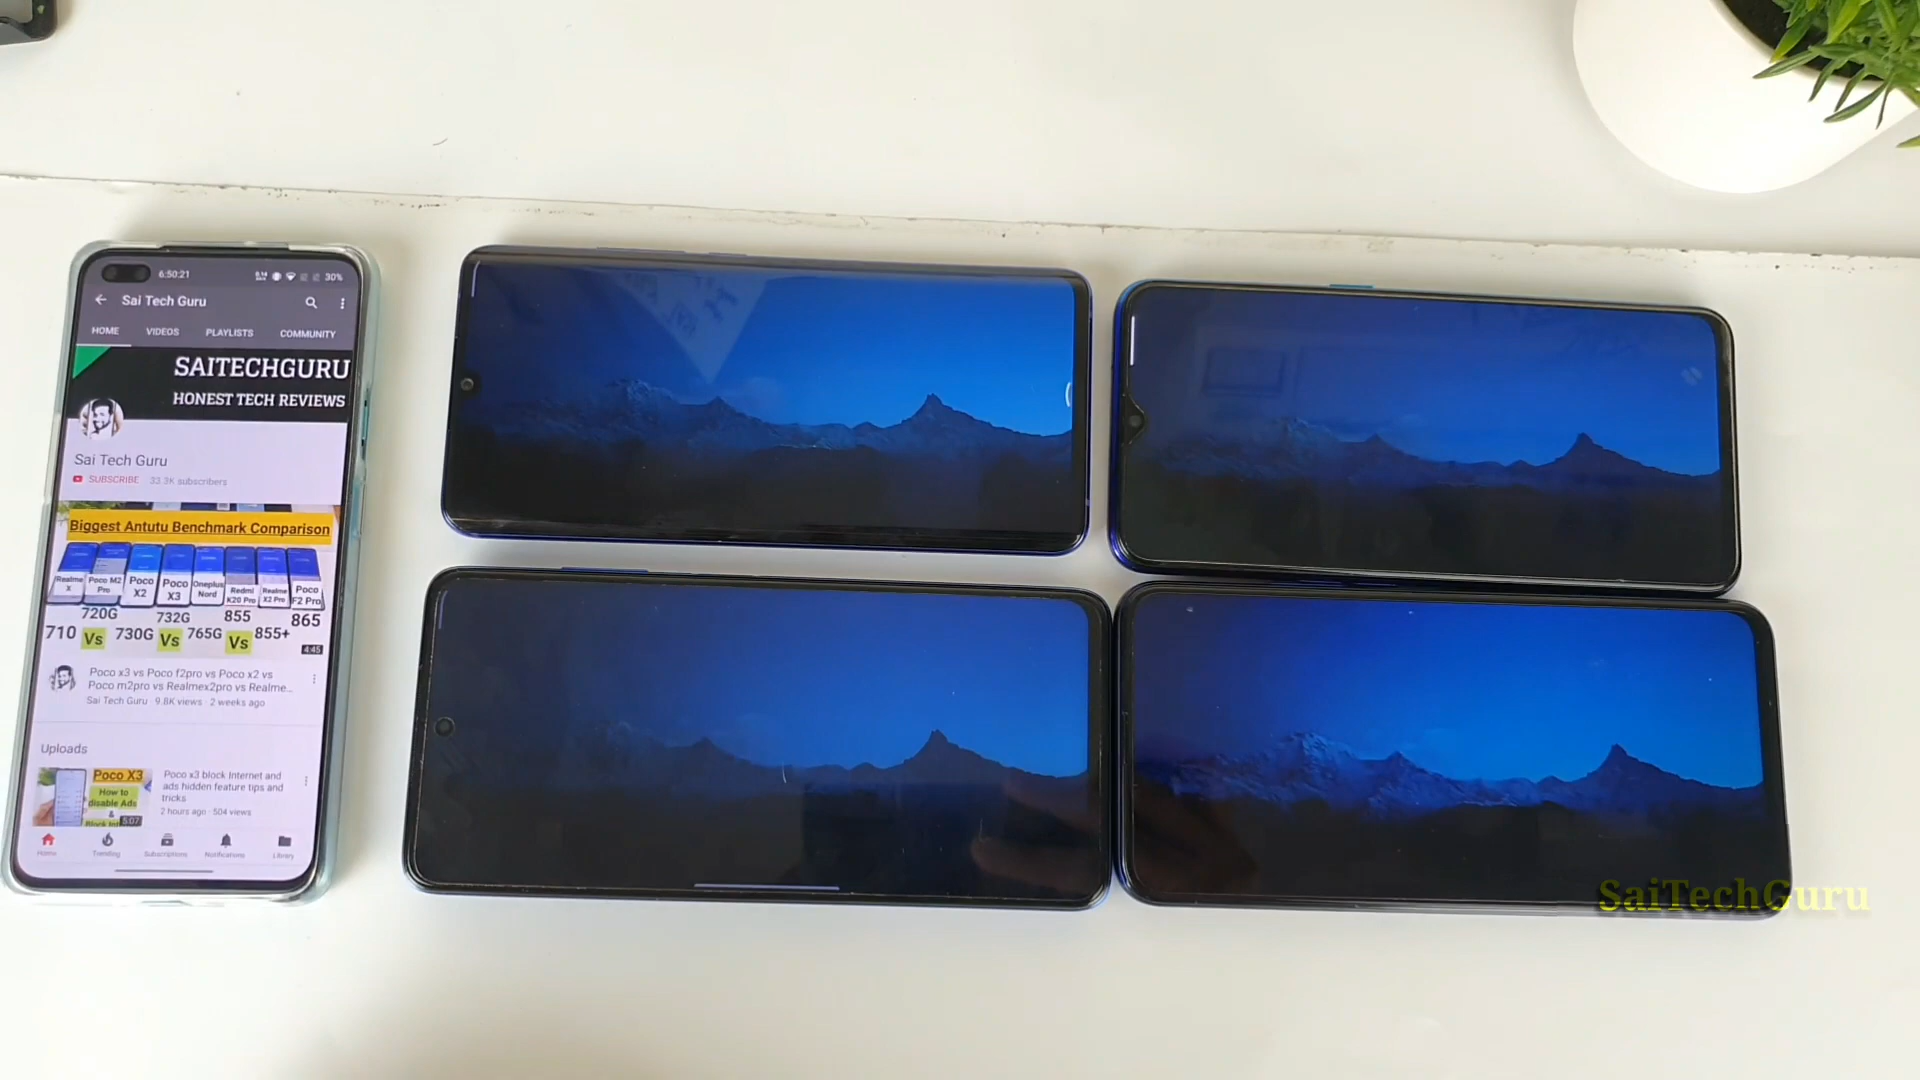 6:50:21
30%
Sai Tech Guru
HOME VIDEOS PLAYLISTS COMMUNITY
SAITECHGURU
HONEST TECH REVIEWS
Sai Tech Guru
SUBSCRIBE 33.3K subscribers
Biggest Antutu Benchmark Comparison
Realme X
Poco M2 Pro
Poco X2
Poco X3
Oneplus Nord
Redmi K20 Pro
Realme X2 Pro
Poco F2 Pro
720G 732G 855 865
710 Vs 730G Vs 765G Vs 855+
4:45
Poco x3 vs Poco f2pro vs Poco x2 vs
Poco m2pro vs Realmex2pro vs Realme...
Sai Tech Guru · 9.8K views · 2 weeks ago
Uploads
Poco X3
How to
disable Ads
&
5:07
Poco x3 block Internet and
ads hidden feature tips and
tricks
2 hours ago · 504 views
Home Trending Subscriptions Notifications Library
SaiTechGuru